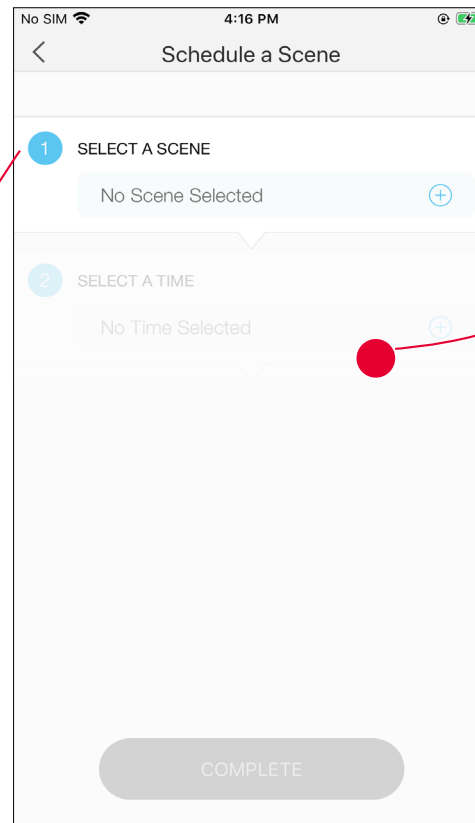 No SIM 4:16 PM
Schedule a Scene
1 SELECT A SCENE
No Scene Selected
2 SELECT A TIME
No Time Selected
COMPLETE